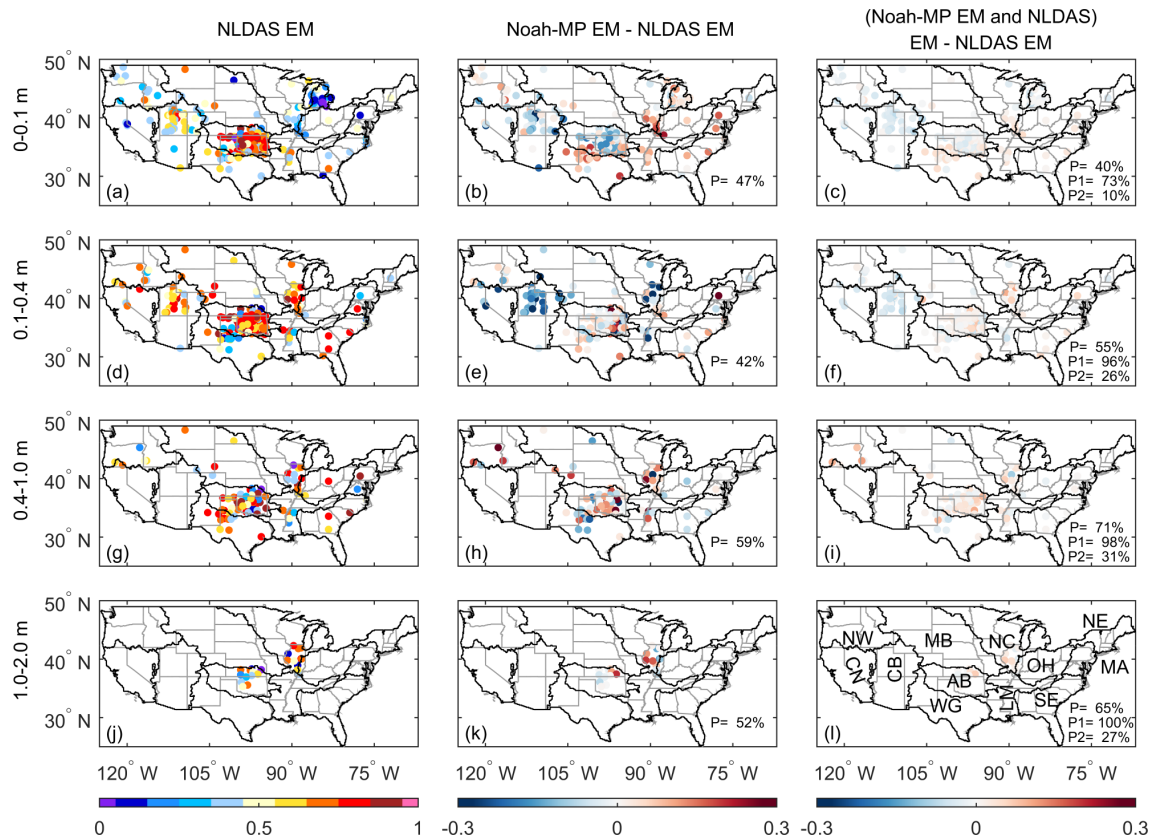 NLDAS EM
Noah-MP EM - NLDAS EM
(Noah-MP EM and NLDAS)
EM - NLDAS EM
0-0.1 m
50° N
40° N
30° N
(a)
(b)
P= 47%
(c)
P= 40%
P1= 73%
P2= 10%
0.1-0.4 m
50° N
40° N
30° N
(d)
(e)
P= 42%
(f)
P= 55%
P1= 96%
P2= 26%
0.4-1.0 m
50° N
40° N
30° N
(g)
(h)
P= 59%
(i)
P= 71%
P1= 98%
P2= 31%
1.0-2.0 m
50° N
40° N
30° N
(j)
(k)
P= 52%
(l)
NW
MB
NC
NE
CN
CB
OH
MA
AB
WG
LM
SE
P= 65%
P1= 100%
P2= 27%
120° W 105° W 90° W 75° W
120° W 105° W 90° W 75° W
120° W 105° W 90° W 75° W
0 0.5 1
-0.3 0 0.3
-0.3 0 0.3